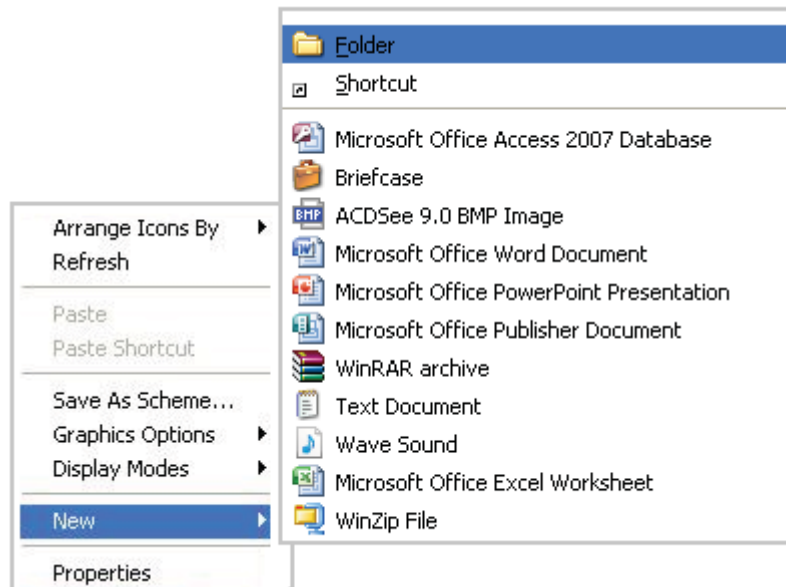 Folder
Shortcut
Microsoft Office Access 2007 Database
Briefcase
BMP ACDSee 9.0 BMP Image
Microsoft Office Word Document
Microsoft Office PowerPoint Presentation
Microsoft Office Publisher Document
WinRAR archive
Text Document
Wave Sound
Microsoft Office Excel Worksheet
WinZip File
Arrange Icons By
Refresh
Paste
Paste Shortcut
Save As Scheme...
Graphics Options
Display Modes
New
Properties